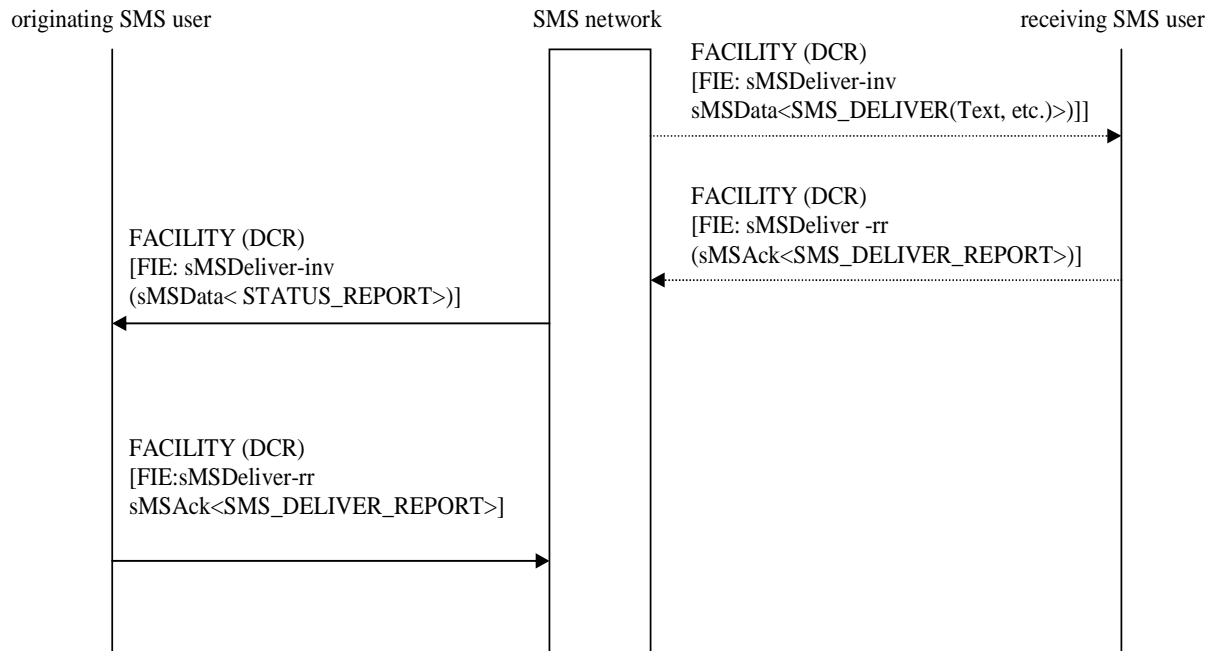 originating SMS user
SMS network
receiving SMS user
FACILITY (DCR)
[FIE: sMSDeliver-inv
sMSData<SMS_DELIVER(Text, etc.)>)]]
FACILITY (DCR)
[FIE: sMSDeliver -rr
(sMSAck<SMS_DELIVER_REPORT>)]
FACILITY (DCR)
[FIE: sMSDeliver-inv
(sMSData< STATUS_REPORT>)]
FACILITY (DCR)
[FIE:sMSDeliver-rr
sMSAck<SMS_DELIVER_REPORT>]